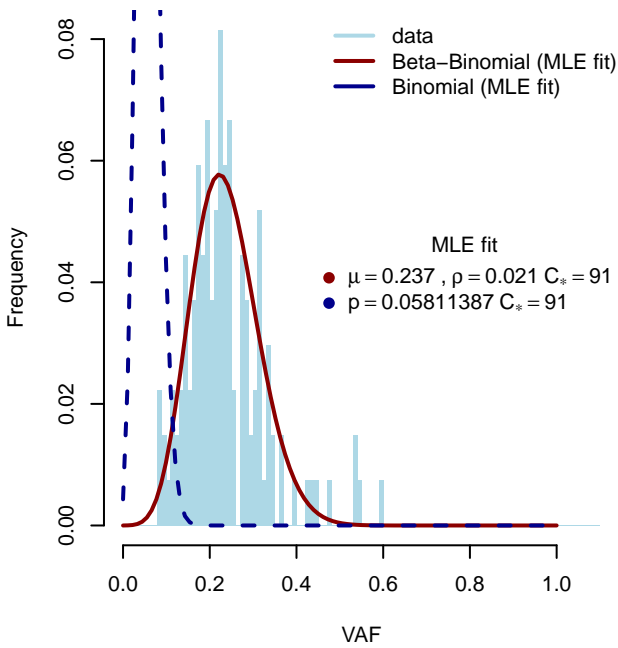 data
Beta−Binomial (MLE fit)
Binomial (MLE fit)
MLE fit
μ = 0.237 , ρ = 0.021 C* = 91
p = 0.05811387 C* = 91
Frequency
0.08
0.06
0.04
0.02
0.00
0.0 0.2 0.4 0.6 0.8 1.0
VAF